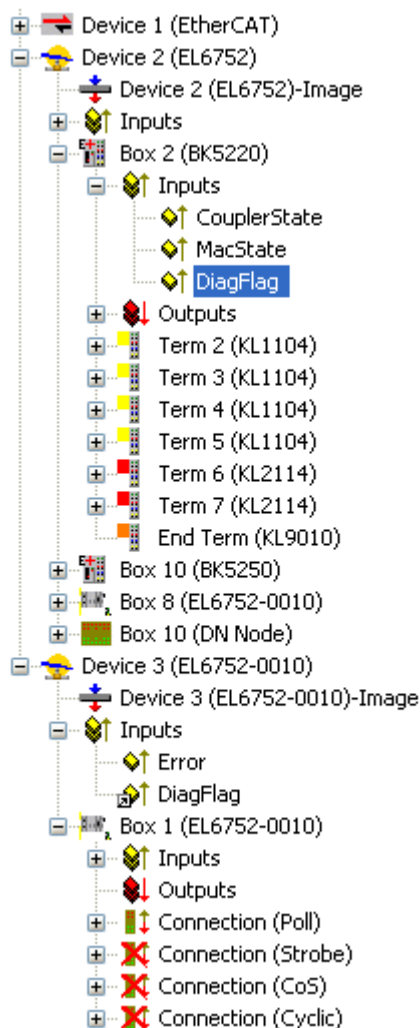 Device 1 (EtherCAT)
Device 2 (EL6752)
Device 2 (EL6752)-Image
Inputs
Box 2 (BK5220)
Inputs
CouplerState
MacState
DiagFlag
Outputs
Term 2 (KL1104)
Term 3 (KL1104)
Term 4 (KL1104)
Term 5 (KL1104)
Term 6 (KL2114)
Term 7 (KL2114)
End Term (KL9010)
Box 10 (BK5250)
Box 8 (EL6752-0010)
Box 10 (DN Node)
Device 3 (EL6752-0010)
Device 3 (EL6752-0010)-Image
Inputs
Error
DiagFlag
Box 1 (EL6752-0010)
Inputs
Outputs
Connection (Poll)
Connection (Strobe)
Connection (CoS)
Connection (Cyclic)